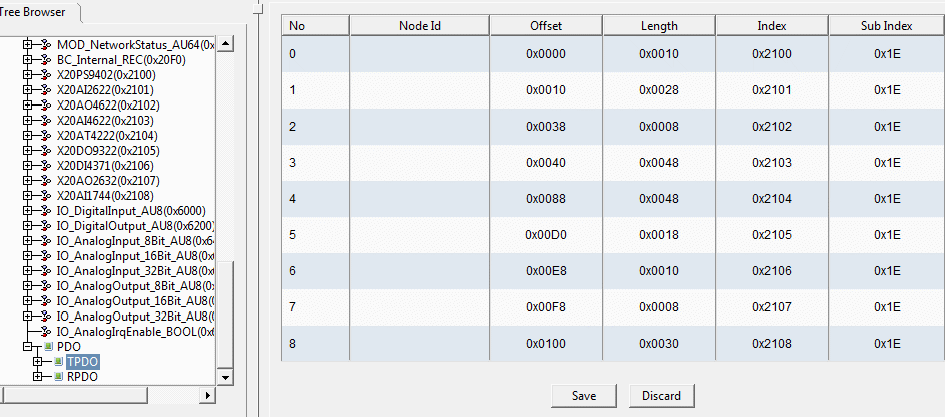 Tree Browser
MOD_NetworkStatus_AU64(0x
BC_Internal_REC(0x20F0)
X20PS9402(0x2100)
X20AI2622(0x2101)
X20AO4622(0x2102)
X20AI4622(0x2103)
X20AT4222(0x2104)
X20DO9322(0x2105)
X20DI4371(0x2106)
X20AO2632(0x2107)
X20AI1744(0x2108)
IO_DigitalInput_AU8(0x6000)
IO_DigitalOutput_AU8(0x6200)
IO_AnalogInput_8Bit_AU8(0x6
IO_AnalogInput_16Bit_AU8(0x
IO_AnalogInput_32Bit_AU8(0x
IO_AnalogOutput_8Bit_AU8(0x
IO_AnalogOutput_16Bit_AU8(0
IO_AnalogOutput_32Bit_AU8(0
IO_AnalogIrqEnable_BOOL(0x6
PDO
TPDO
RPDO
No Node Id Offset Length Index Sub Index
0 0x0000 0x0010 0x2100 0x1E
1 0x0010 0x0028 0x2101 0x1E
2 0x0038 0x0008 0x2102 0x1E
3 0x0040 0x0048 0x2103 0x1E
4 0x0088 0x0048 0x2104 0x1E
5 0x00D0 0x0018 0x2105 0x1E
6 0x00E8 0x0010 0x2106 0x1E
7 0x00F8 0x0008 0x2107 0x1E
8 0x0100 0x0030 0x2108 0x1E
Save Discard